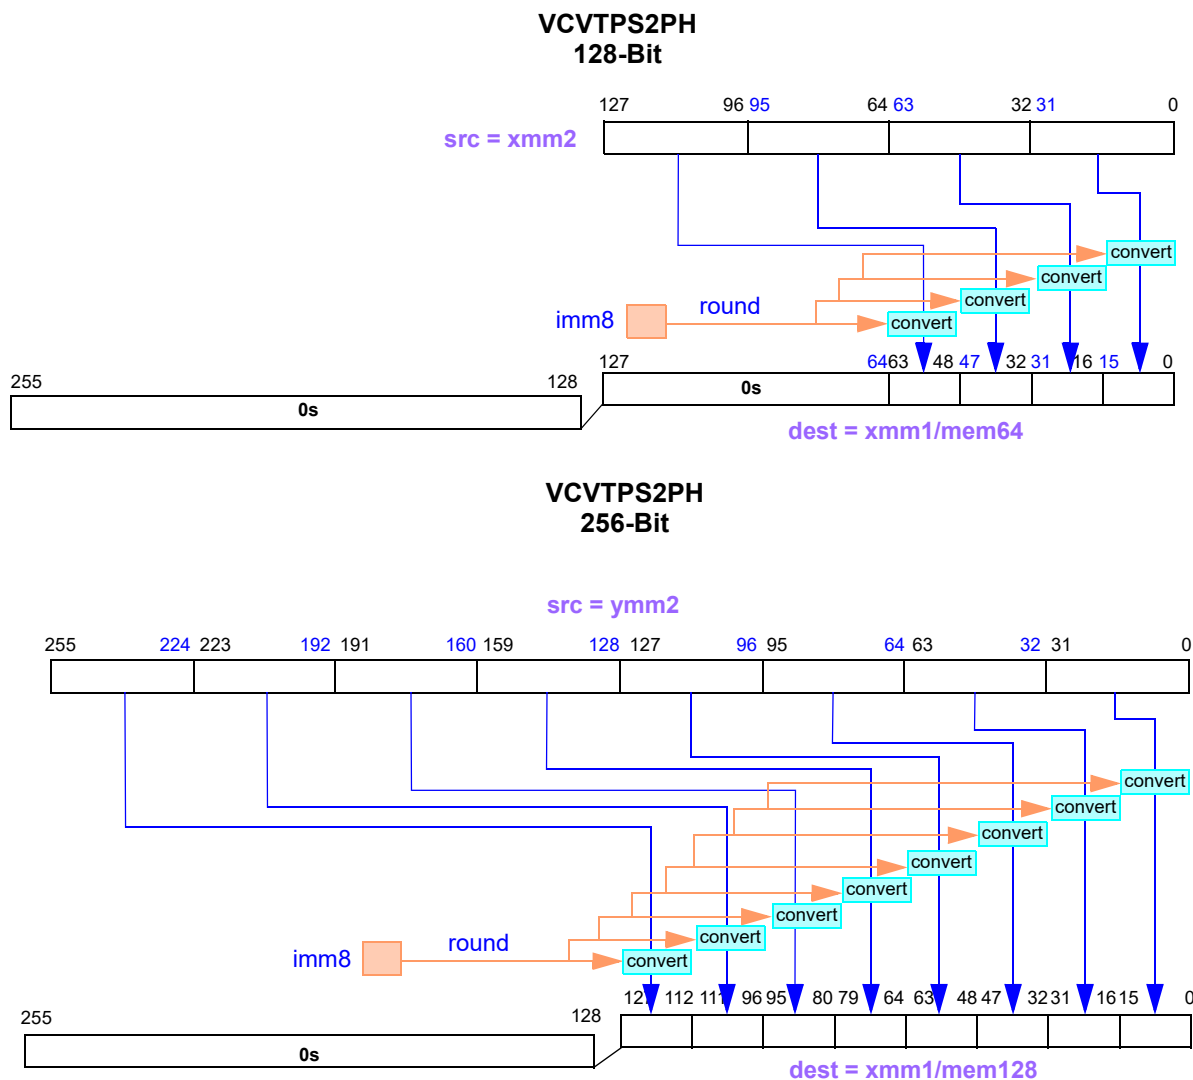 VCVTPS2PH
128-Bit
127 96 95 64 63 32 31 0
src = xmm2
convert
convert
convert
imm8 round convert
127 64 63 48 47 32 31 16 15 0
255 128
0s
0s
dest = xmm1/mem64
VCVTPS2PH
256-Bit
src = ymm2
255 224 223 192 191 160 159 128 127 96 95 64 63 32 31 0
convert
convert
convert
convert
convert
convert
convert
imm8 round convert
127 112 111 96 95 80 79 64 63 48 47 32 31 16 15 0
255 128
0s
dest = xmm1/mem128